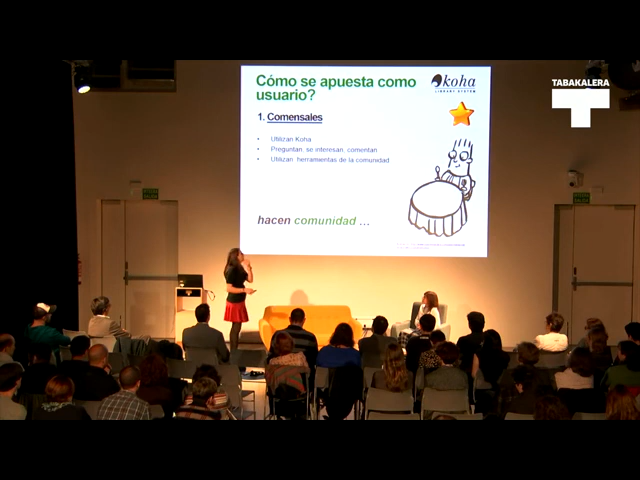 TABAKALERA
Cómo se apuesta como
usuario?
koha
LIBRARY SYSTEM
1. Comensales
• Utilizan Koha
• Preguntan, se interesan, comentan
• Utilizan herramientas de la comunidad
hacen comunidad ...